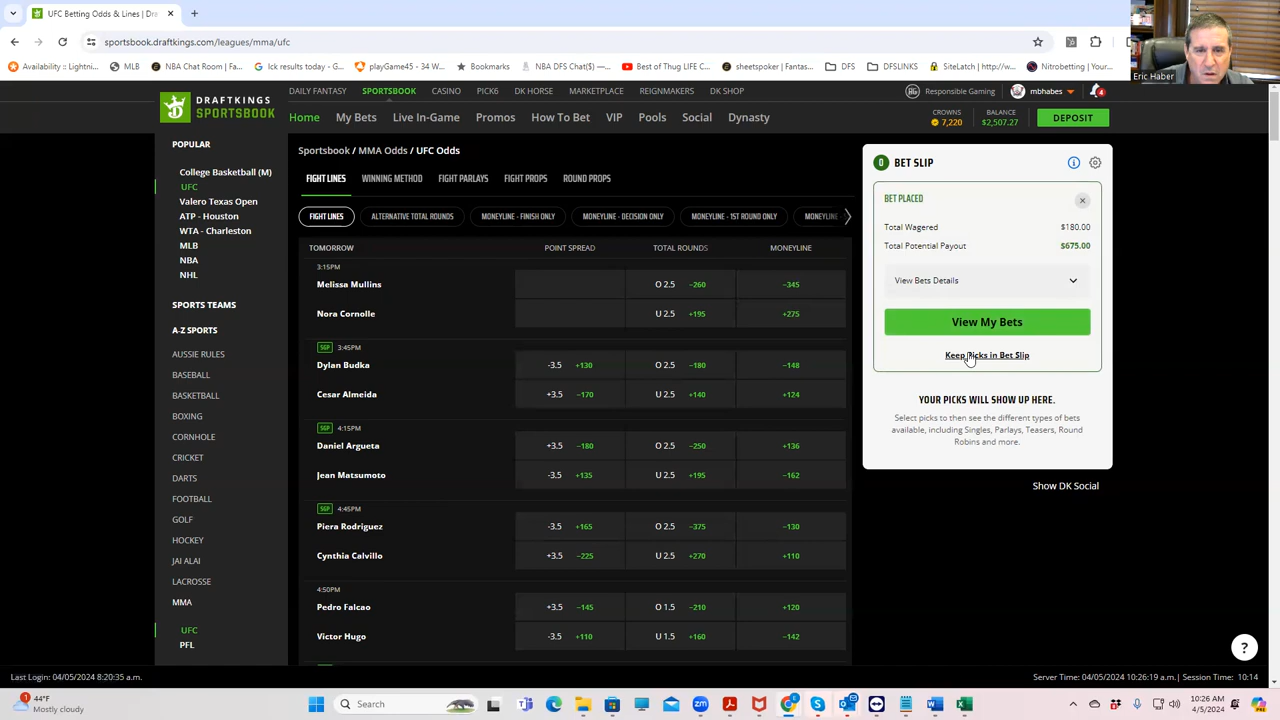 UFC Betting Odds & Lines | Dra
sportsbook.draftkings.com/leagues/mma/ufc
Availability :: Lightni...
MLB
NBA Chat Room |
Ick results today - G...
playGame45 - 34 W...
Bookmarks.
MMA DFS Chat($)...
Best of Thug LIFE
sheetspoker | Fantas...
DFS
DFSLINKS
SiteLatch | http://w...
Nitrobetting | Your...
Eric Haber
DRAFTKINGS
SPORTSBOOK
DAILY FANTASY
SPORTSBOOK
PICK6
DK HORSE
MARKETPLACE
REIGNMAKERS
DK SHOP
Responsible Gaming
mbhabes
4
Home
My Bets
Live In-Game
Promos
How To Bet
VIP
Pools
Social
Dynasty
CROWNS
7,220
BALANCE
$2,507.27
DEPOSIT
POPULAR
College Basketball (M)
UFC
Valero Texas Open
ATP - Houston
WTA - Charleston
MLB
NBA
NHL
SPORTS TEAMS
A-Z SPORTS
AUSSIE RULES
BASEBALL
BASKETBALL
BOXING
CORNHOLE
CRICKET
DARTS
FOOTBALL
GOLF
HOCKEY
JAI ALAI
LACROSSE
MMA
UFC
PFL
Sportsbook / MMA Odds / UFC Odds
FIGHT LINES
WINNING METHOD
FIGHT PARLAYS
FIGHT PROPS
ROUND PROPS
FIGHT LINES
ALTERNATIVE TOTAL ROUNDS
MONEYLINE - FINISH ONLY
MONEYLINE - DECISION ONLY
MONEYLINE - 1ST ROUND ONLY
MONEYLINE
TOMORROW POINT SPREAD TOTAL ROUNDS MONEYLINE
3:15PM
Melissa Mullins O 2.5 −260 −345
Nora Cornolle U 2.5 +195 +275
SGP 3:45PM
Dylan Budka -3.5 +130 O 2.5 −180 −148
Cesar Almeida +3.5 −170 U 2.5 +140 +124
SGP 4:15PM
Daniel Argueta +3.5 −180 O 2.5 −250 +136
Jean Matsumoto -3.5 +135 U 2.5 +195 −162
SGP 4:45PM
Piera Rodriguez -3.5 +165 O 2.5 −375 −130
Cynthia Calvillo +3.5 −225 U 2.5 +270 +110
4:50PM
Pedro Falcao +3.5 −145 O 1.5 −210 +120
Victor Hugo -3.5 +110 U 1.5 +160 −142
0 BET SLIP
BET PLACED
Total Wagered $180.00
Total Potential Payout $675.00
View Bets Details
View My Bets
Keep Picks in Bet Slip
YOUR PICKS WILL SHOW UP HERE.
Select picks to then see the different types of bets
available, including Singles, Parlays, Teasers, Round
Robins and more.
Show DK Social
?
Last Login: 04/05/2024 8:20:35 a.m.
Server Time: 04/05/2024 10:26:19 a.m.| Session Time: 10:14
44°F
Mostly cloudy
Search
10:26 AM
4/5/2024